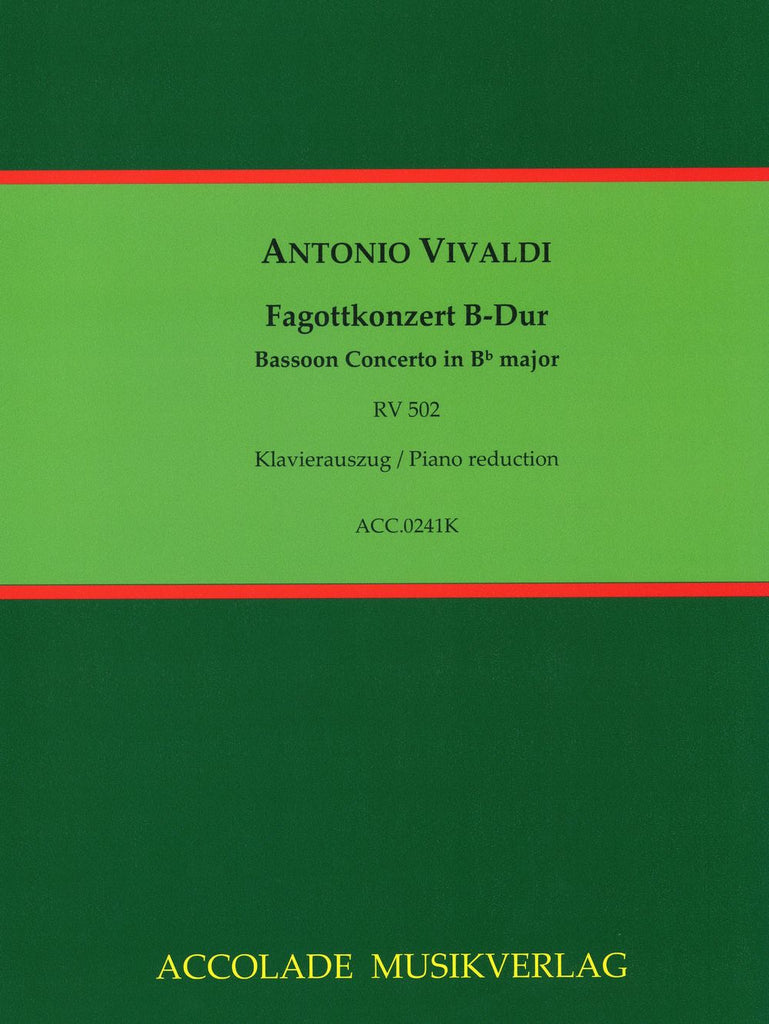 ANTONIO VIVALDI
Fagottkonzert B-Dur
Bassoon Concerto in B♭ major
RV 502
Klavierauszug / Piano reduction
ACC.0241K
ACCOLADE MUSIKVERLAG